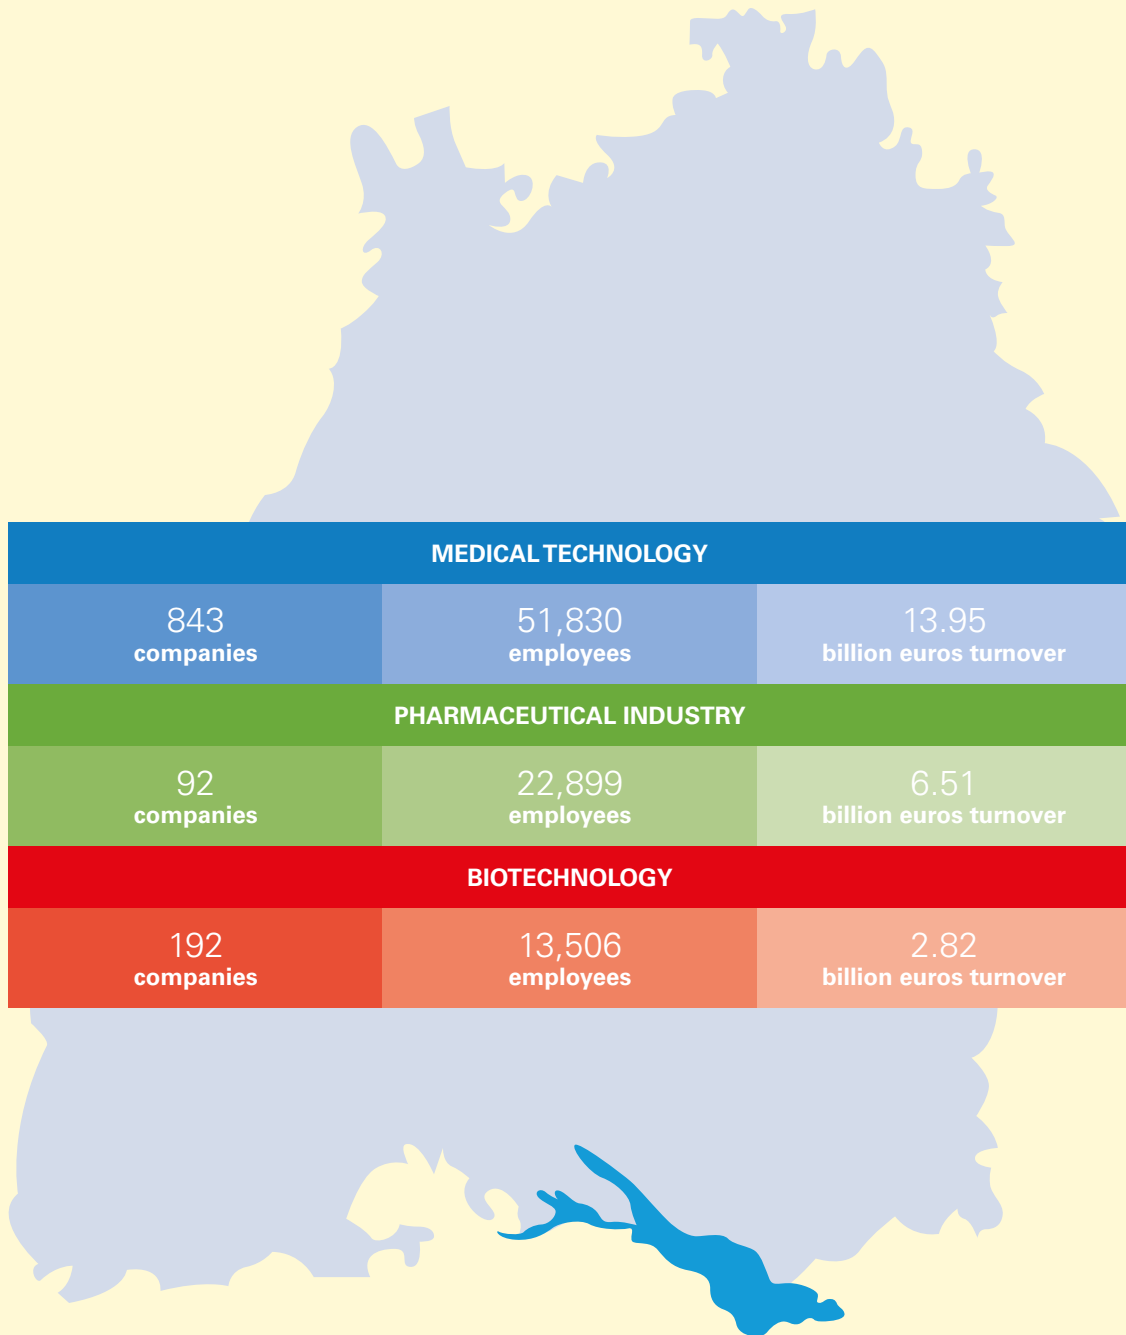 MEDICAL TECHNOLOGY
843
companies
51,830
employees
13.95
billion euros turnover
PHARMACEUTICAL INDUSTRY
92
companies
22,899
employees
6.51
billion euros turnover
BIOTECHNOLOGY
192
companies
13,506
employees
2.82
billion euros turnover